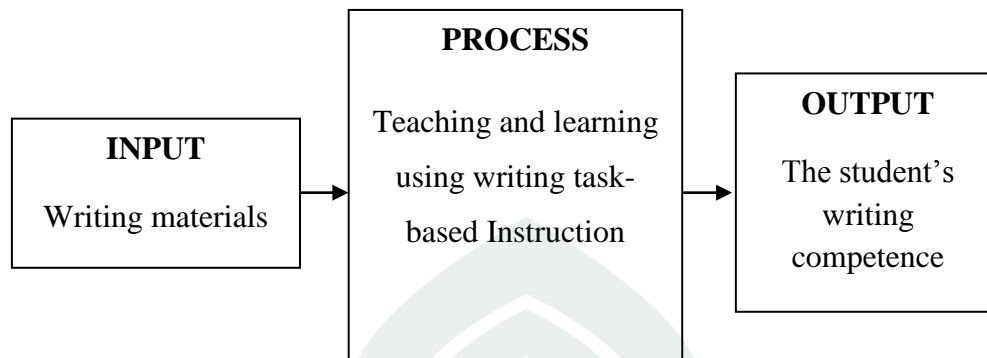 INPUT
Writing materials
PROCESS
Teaching and learning
using writing task-
based Instruction
OUTPUT
The student’s
writing
competence